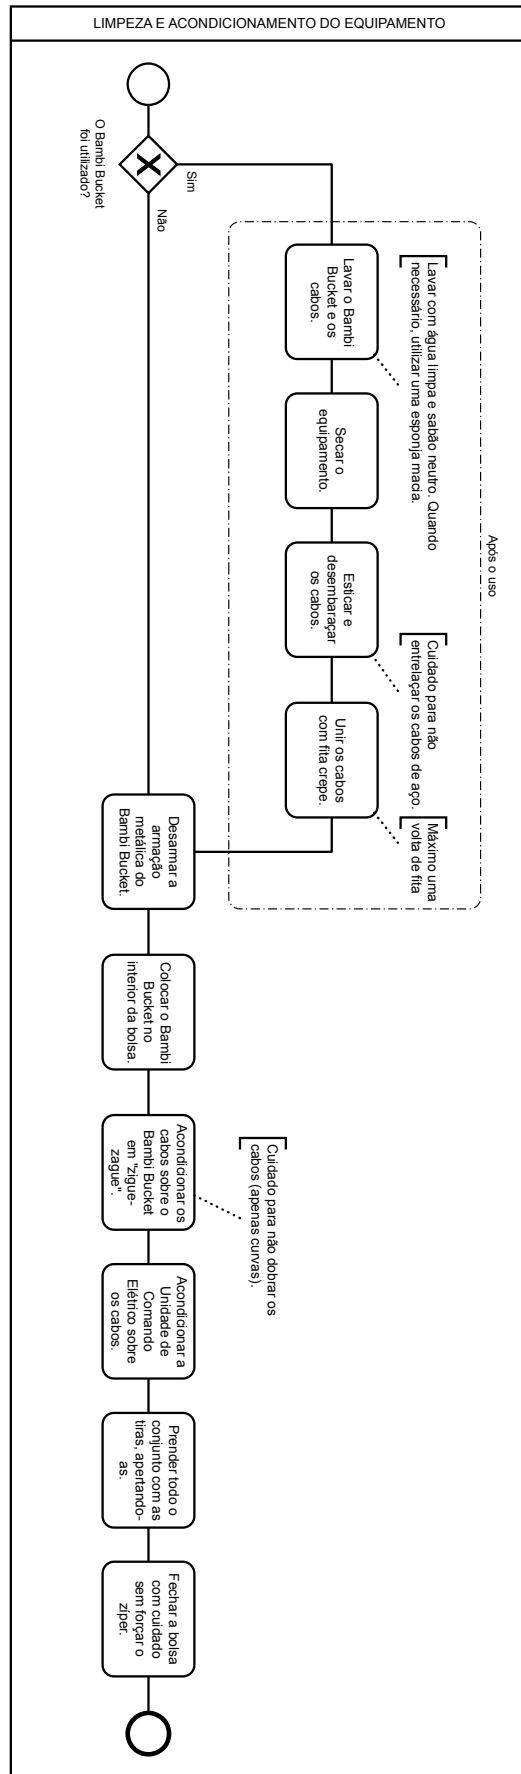 LIMPEZA E ACONDICIONAMENTO DO EQUIPAMENTO
O Bambi Bucket
foi utilizado?
Sim
Não
Após o uso
Lavar o Bambi
Bucket e os
cabos.
Lavar com água limpa e sabão neutro. Quando
necessário, utilizar uma esponja macia.
Secar o
equipamento.
Esticar e
desembaraçar
os cabos.
Cuidado para não
entrelaçar os cabos de aço.
Unir os cabos
com fita crepe.
Máximo uma
volta de fita
Desarmar a
armação
metálica do
Bambi Bucket.
Colocar o Bambi
Bucket no
interior da bolsa.
Acondicionar os
cabos sobre o
Bambi Bucket
em "zigue-
zague".
Cuidado para não dobrar os
cabos (apenas curvas).
Acondicionar a
Unidade de
Comando
Elétrico sobre
os cabos.
Prender todo o
conjunto com as
tiras, apertando-
as.
Fechar a bolsa
com cuidado
sem forçar o
zíper.